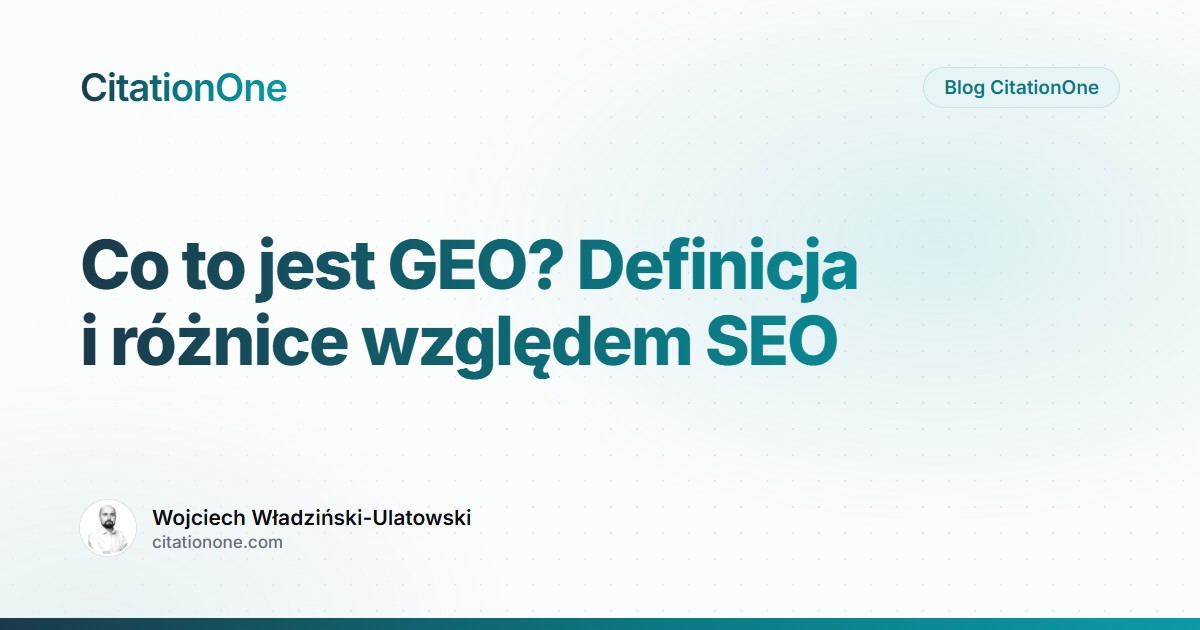 CitationOne
Blog CitationOne
Co to jest GEO? Definicja
i różnice względem SEO
Wojciech Władziński-Ulatowski
citationone.com